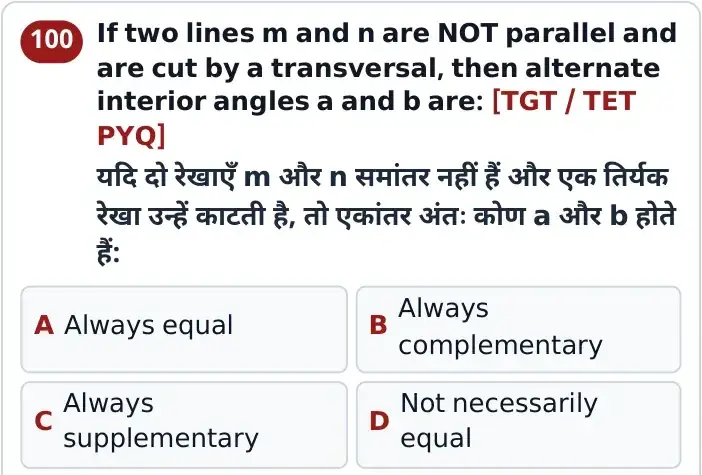 100 If two lines m and n are NOT parallel and
are cut by a transversal, then alternate
interior angles a and b are: [TGT / TET
PYQ]
यदि दो रेखाएँ m और n समांतर नहीं हैं और एक तिर्यक
रेखा उन्हें काटती है, तो एकांतर अंतः कोण a और b होते
हैं:
A Always equal
B Always
complementary
C Always
supplementary
D Not necessarily
equal